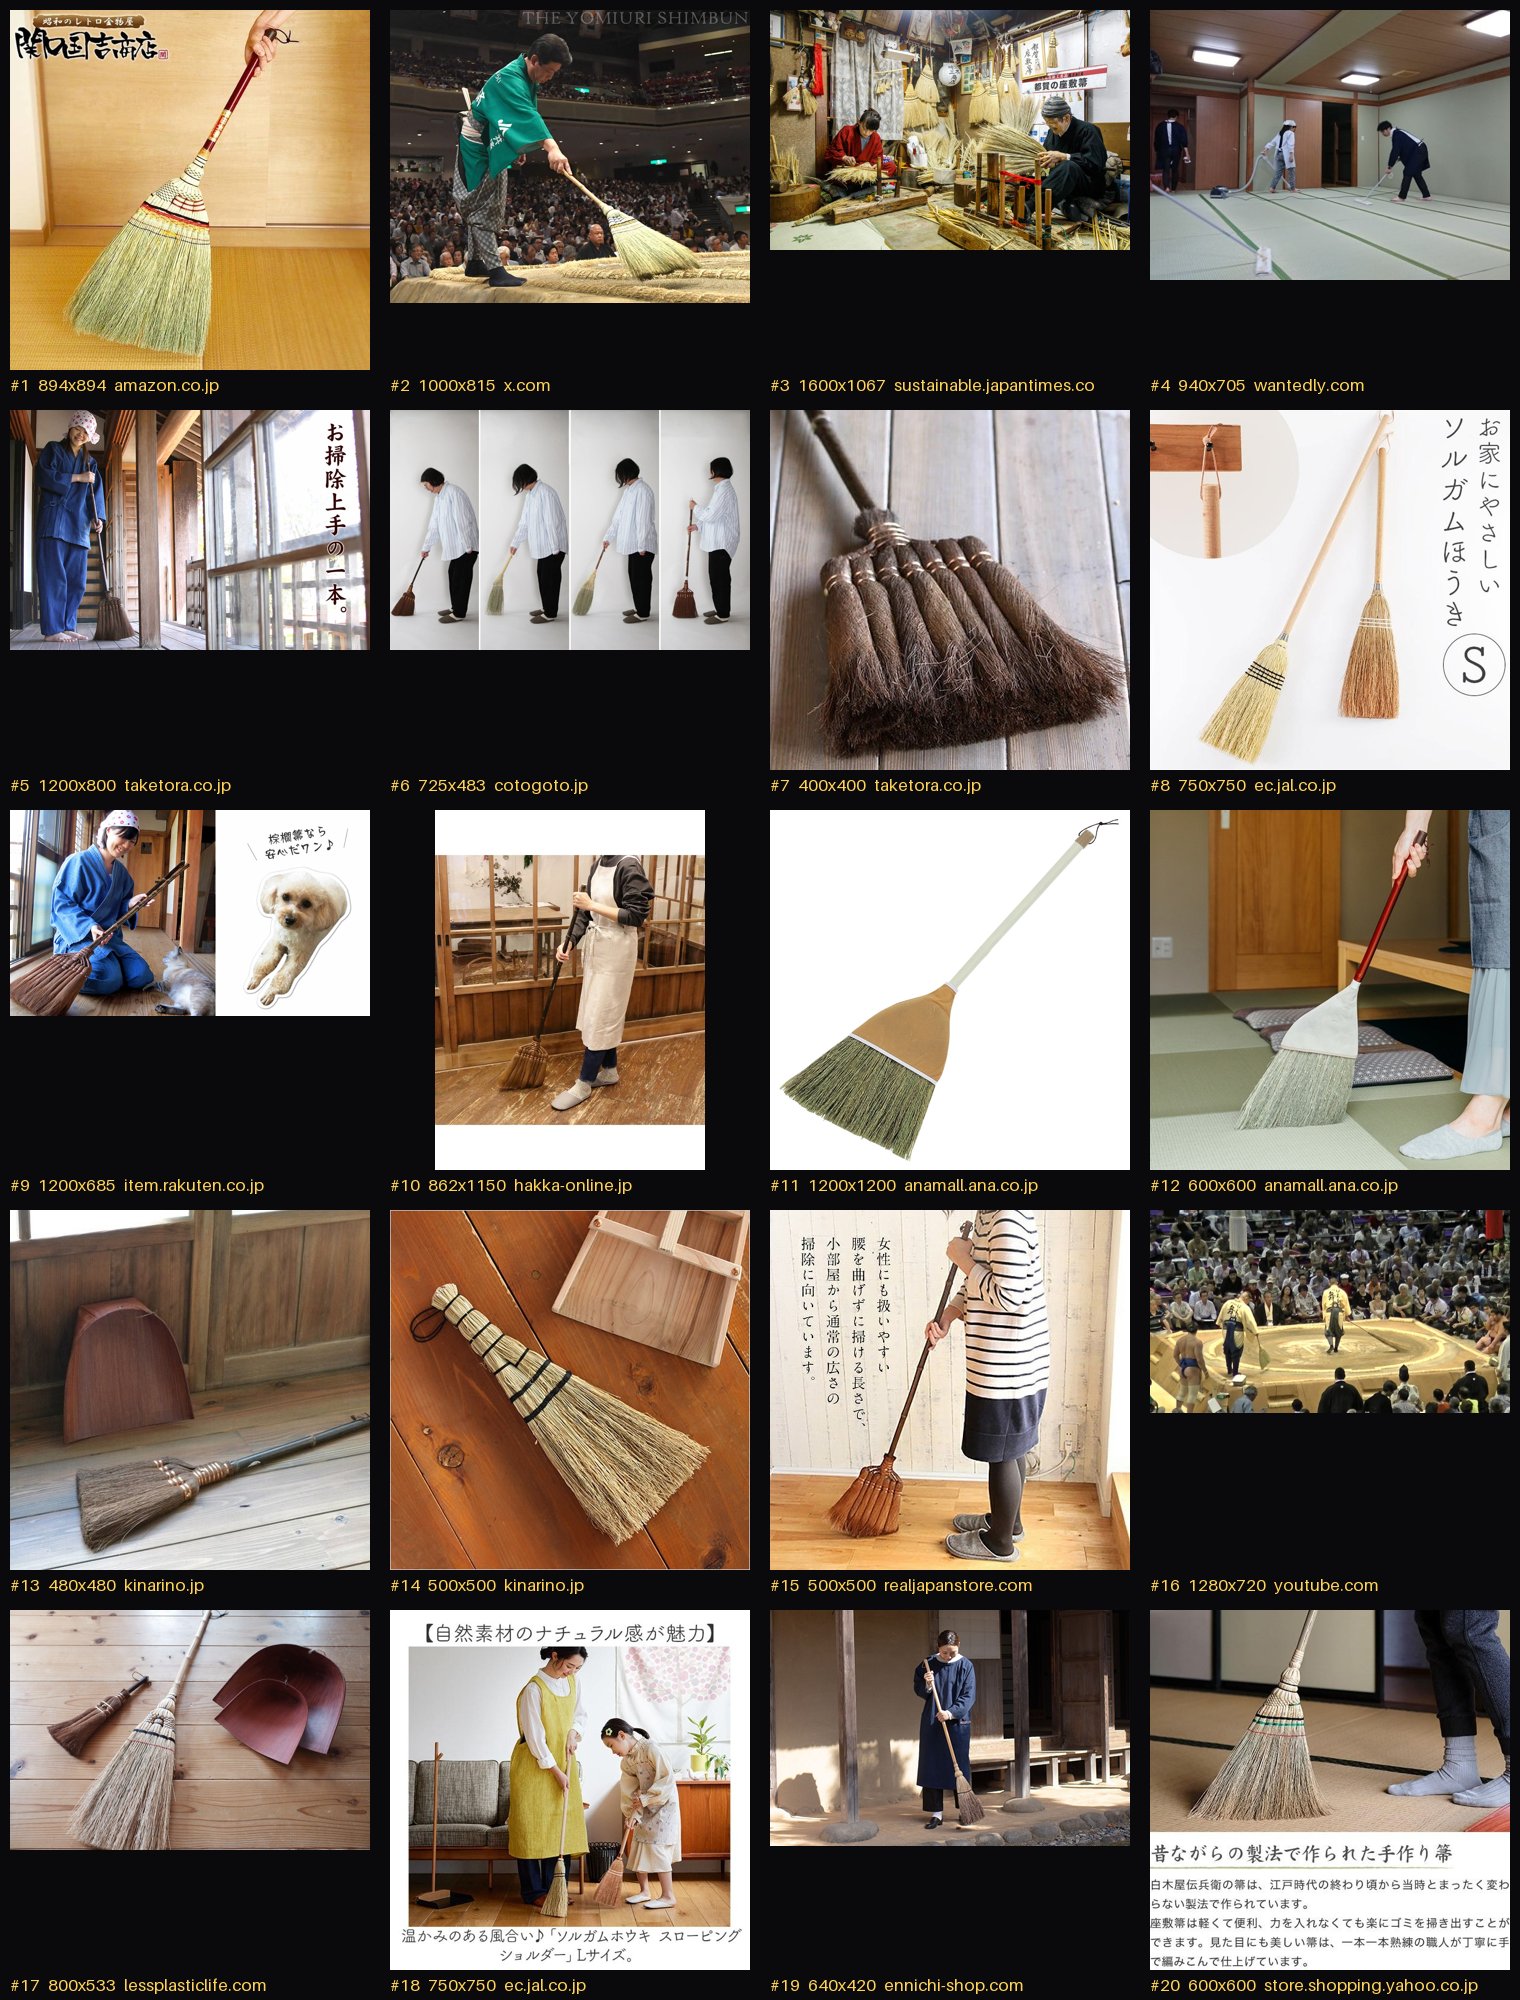 昭和のレトロ金物屋
関口国吉商店
#1 894x894 amazon.co.jp
THE YOMIURI SHIMBUN
#2 1000x815 x.com
都賀の座敷箒
#3 1600x1067 sustainable.japantimes.co
#4 940x705 wantedly.com
お掃除上手の一本。
#5 1200x800 taketora.co.jp
#6 725x483 cotogoto.jp
#7 400x400 taketora.co.jp
お家にやさしい
ソルガムほうき
S
#8 750x750 ec.jal.co.jp
棕櫚箒なら
安心だワン♪
#9 1200x685 item.rakuten.co.jp
#10 862x1150 hakka-online.jp
#11 1200x1200 anamall.ana.co.jp
#12 600x600 anamall.ana.co.jp
#13 480x480 kinarino.jp
#14 500x500 kinarino.jp
女性にも扱いやすい
腰を曲げずに掃ける長さで、
小部屋から通常の広さの
掃除に向いています。
#15 500x500 realjapanstore.com
#16 1280x720 youtube.com
#17 800x533 lessplasticlife.com
【自然素材のナチュラル感が魅力】
温かみのある風合い♪「ソルガムホウキ スローピング
ショルダー」Lサイズ。
#18 750x750 ec.jal.co.jp
#19 640x420 ennichi-shop.com
昔ながらの製法で作られた手作り箒
白木屋伝兵衛の箒は、江戸時代の終わり頃から当時とまったく変わ
らない製法で作られています。
座敷箒は軽くて便利、力を入れなくても楽にゴミを掃き出すことが
できます。見た目にも美しい箒は、一本一本熟練の職人が丁寧に手
で編みこんで仕上げています。
#20 600x600 store.shopping.yahoo.co.jp